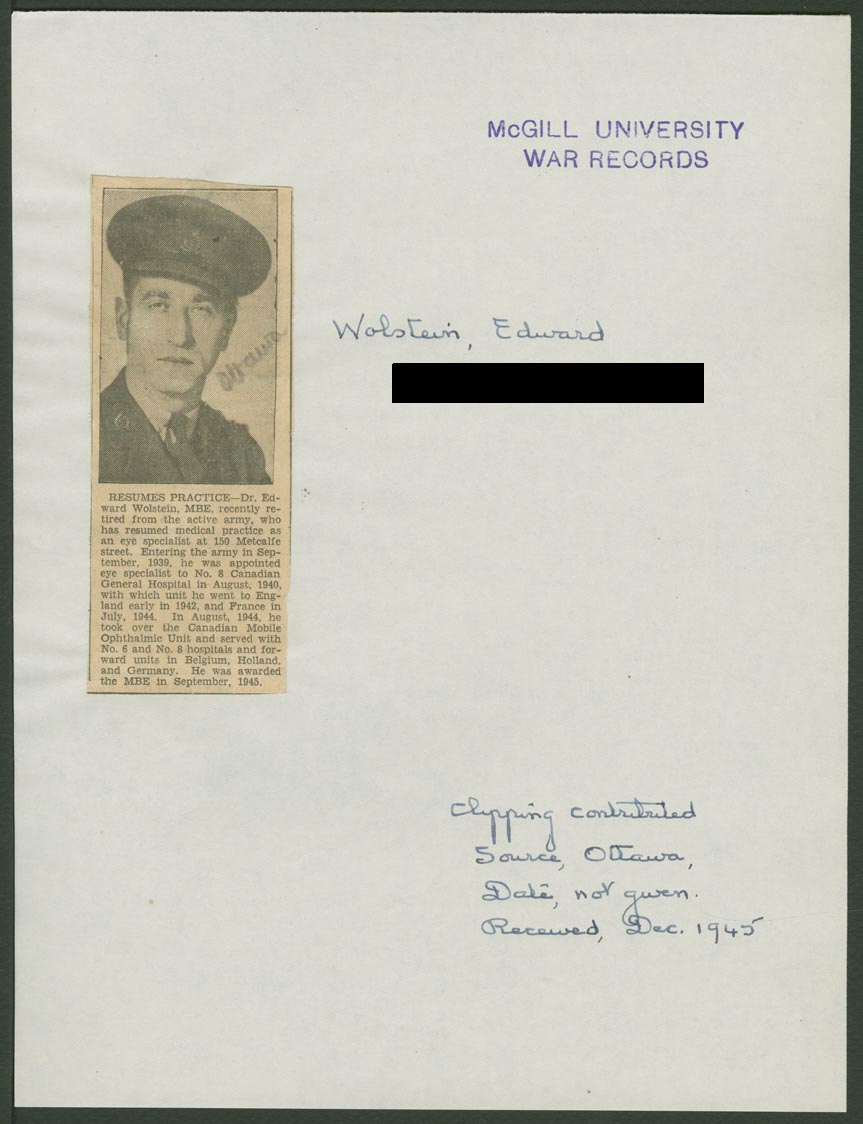 McGILL UNIVERSITY
WAR RECORDS
Wolstein, Edward
Ottawa
RESUMES PRACTICE—Dr. Ed-
ward Wolstein, MBE, recently re-
tired from the active army, who
has resumed medical practice as
an eye specialist at 150 Metcalfe
street. Entering the army in Sep-
tember, 1939, he was appointed
eye specialist to No. 8 Canadian
General Hospital in August, 1940,
with which unit he went to Eng-
land early in 1942, and France in
July, 1944. In August, 1944, he
took over the Canadian Mobile
Ophthalmic Unit and served with
No. 6 and No. 8 hospitals and for-
ward units in Belgium, Holland,
and Germany. He was awarded
the MBE in September, 1945.
Clipping contributed
Source, Ottawa,
Date, not given.
Received, Dec. 1945